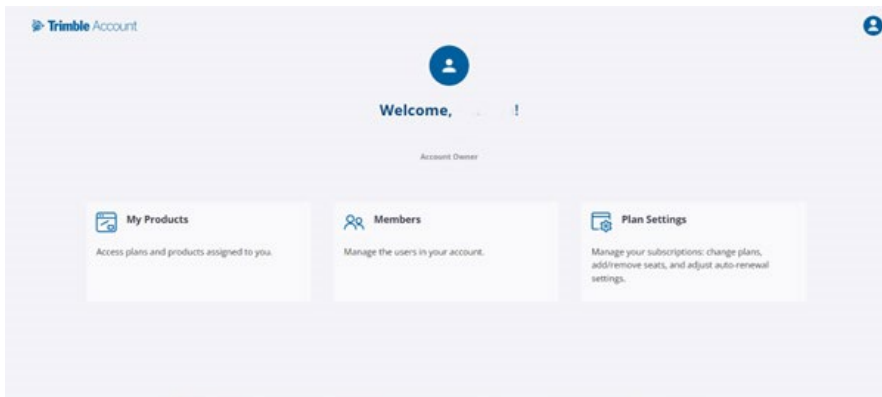 Trimble Account
Welcome, !
Account Owner
My Products
Access plans and products assigned to you.
Members
Manage the users in your account.
Plan Settings
Manage your subscriptions: change plans,
add/remove seats, and adjust auto-renewal
settings.